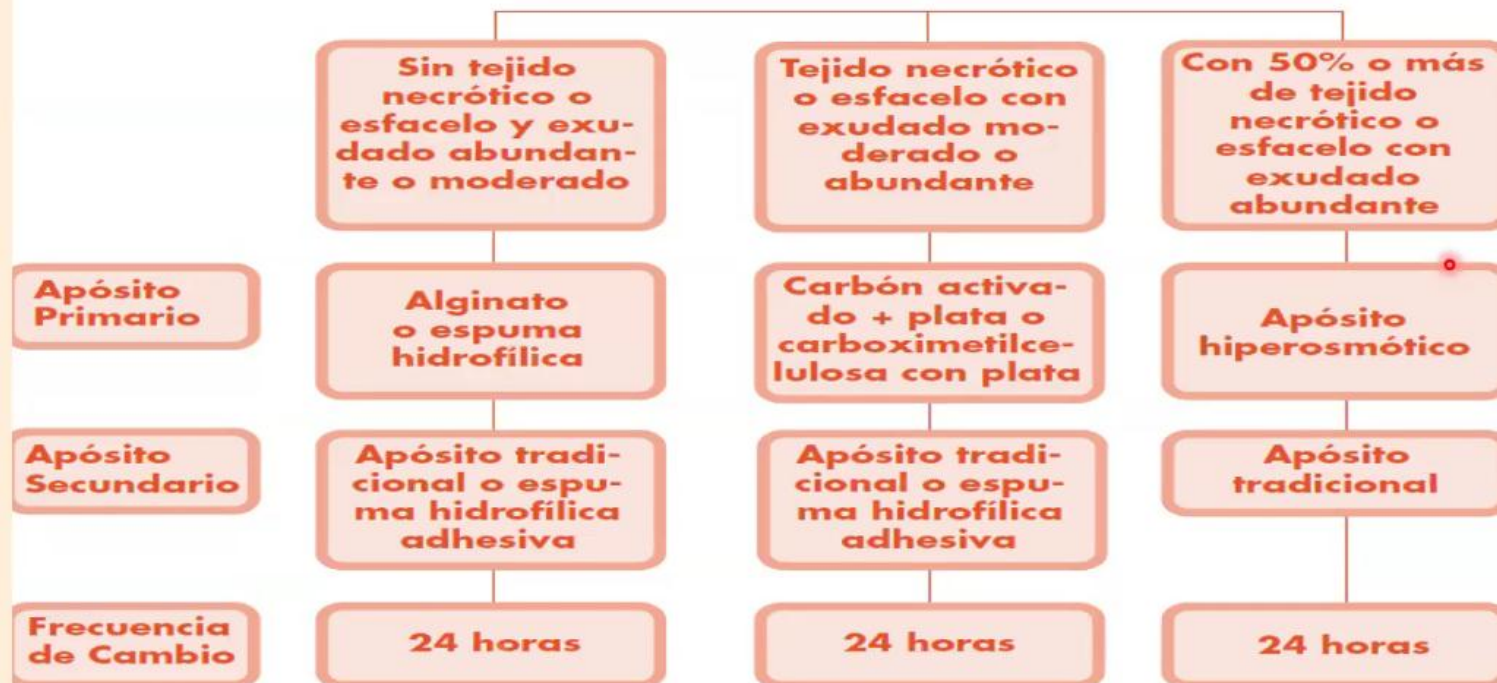 Sin tejido
necrótico o
esfacelo y exu-
dado abundan-
te o moderado
Tejido necrótico
o esfacelo con
exudado mo-
derado o
abundante
Con 50% o más
de tejido
necrótico o
esfacelo con
exudado
abundante
Apósito
Primario
Alginato
o espuma
hidrofílica
Carbón activa-
do + plata o
carboximetilce-
lulosa con plata
Apósito
hiperosmótico
Apósito
Secundario
Apósito tradi-
cional o espu-
ma hidrofílica
adhesiva
Apósito tradi-
cional o espu-
ma hidrofílica
adhesiva
Apósito
tradicional
Frecuencia
de Cambio
24 horas
24 horas
24 horas